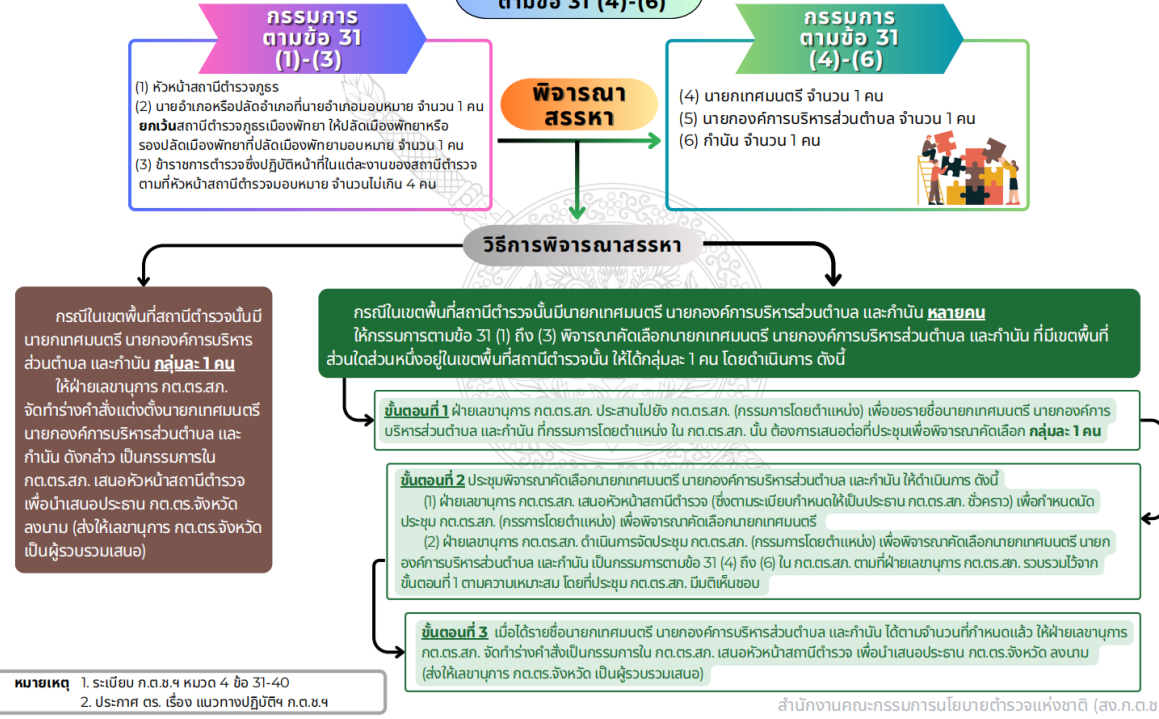 ตามข้อ 31 (4)-(6)
กรรมการ
ตามข้อ 31
(1)-(3)
(1) หัวหน้าสถานีตำรวจภูธร
(2) นายอำเภอหรือปลัดอำเภอที่นายอำเภอมอบหมาย จำนวน 1 คน
ยกเว้นสถานีตำรวจภูธรเมืองพัทยา ให้ปลัดเมืองพัทยาหรือ
รองปลัดเมืองพัทยาที่ปลัดเมืองพัทยามอบหมาย จำนวน 1 คน
(3) ข้าราชการตำรวจซึ่งปฏิบัติหน้าที่ในแต่ละงานของสถานีตำรวจ
ตามที่หัวหน้าสถานีตำรวจมอบหมาย จำนวนไม่เกิน 4 คน
พิจารณา
สรรหา
กรรมการ
ตามข้อ 31
(4)-(6)
(4) นายกเทศมนตรี จำนวน 1 คน
(5) นายกองค์การบริหารส่วนตำบล จำนวน 1 คน
(6) กำนัน จำนวน 1 คน
วิธีการพิจารณาสรรหา
กรณีในเขตพื้นที่สถานีตำรวจนั้นมี
นายกเทศมนตรี นายกองค์การบริหาร
ส่วนตำบล และกำนัน กลุ่มละ 1 คน
ให้ฝ่ายเลขานุการ กต.ตร.สภ.
จัดทำร่างคำสั่งแต่งตั้งนายกเทศมนตรี
นายกองค์การบริหารส่วนตำบล และ
กำนัน ดังกล่าว เป็นกรรมการใน
กต.ตร.สภ. เสนอหัวหน้าสถานีตำรวจ
เพื่อนำเสนอประธาน กต.ตร.จังหวัด
ลงนาม (ส่งให้เลขานุการ กต.ตร.จังหวัด
เป็นผู้รวบรวมเสนอ)
กรณีในเขตพื้นที่สถานีตำรวจนั้นมีนายกเทศมนตรี นายกองค์การบริหารส่วนตำบล และกำนัน หลายคน
ให้กรรมการตามข้อ 31 (1) ถึง (3) พิจารณาคัดเลือกนายกเทศมนตรี นายกองค์การบริหารส่วนตำบล และกำนัน ที่มีเขตพื้นที่
ส่วนใดส่วนหนึ่งอยู่ในเขตพื้นที่สถานีตำรวจนั้น ให้ได้กลุ่มละ 1 คน โดยดำเนินการ ดังนี้
ขั้นตอนที่ 1 ฝ่ายเลขานุการ กต.ตร.สภ. ประสานไปยัง กต.ตร.สภ. (กรรมการโดยตำแหน่ง) เพื่อขอรายชื่อนายกเทศมนตรี นายกองค์การ
บริหารส่วนตำบล และกำนัน ที่กรรมการโดยตำแหน่ง ใน กต.ตร.สภ. นั้น ต้องการเสนอต่อที่ประชุมเพื่อพิจารณาคัดเลือก กลุ่มละ 1 คน
ขั้นตอนที่ 2 ประชุมพิจารณาคัดเลือกนายกเทศมนตรี นายกองค์การบริหารส่วนตำบล และกำนัน ให้ดำเนินการ ดังนี้
(1) ฝ่ายเลขานุการ กต.ตร.สภ. เสนอหัวหน้าสถานีตำรวจ (ซึ่งตามระเบียบกำหนดให้เป็นประธาน กต.ตร.สภ. ชั่วคราว) เพื่อกำหนดนัด
ประชุม กต.ตร.สภ. (กรรการโดยตำแหน่ง) เพื่อพิจารณาคัดเลือกนายกเทศมนตรี
(2) ฝ่ายเลขานุการ กต.ตร.สภ. ดำเนินการจัดประชุม กต.ตร.สภ. (กรรมการโดยตำแหน่ง) เพื่อพิจารณาคัดเลือกนายกเทศมนตรี นายก
องค์การบริหารส่วนตำบล และกำนัน เป็นกรรมการตามข้อ 31 (4) ถึง (6) ใน กต.ตร.สภ. ตามที่ฝ่ายเลขานุการ กต.ตร.สภ. รวบรวมไว้จาก
ขั้นตอนที่ 1 ตามความเหมาะสม โดยที่ประชุม กต.ตร.สภ. มีมติเห็นชอบ
ขั้นตอนที่ 3 เมื่อได้รายชื่อนายกเทศมนตรี นายกองค์การบริหารส่วนตำบล และกำนัน ได้ตามจำนวนที่กำหนดแล้ว ให้ฝ่ายเลขานุการ
กต.ตร.สภ. จัดทำร่างคำสั่งเป็นกรรมการใน กต.ตร.สภ. เสนอหัวหน้าสถานีตำรวจ เพื่อนำเสนอประธาน กต.ตร.จังหวัด ลงนาม
(ส่งให้เลขานุการ กต.ตร.จังหวัด เป็นผู้รวบรวมเสนอ)
หมายเหตุ 1. ระเบียบ ก.ต.ช.ฯ หมวด 4 ข้อ 31-40
2. ประกาศ ตร. เรื่อง แนวทางปฏิบัติฯ ก.ต.ช.ฯ
สำนักงานคณะกรรมการนโยบายตำรวจแห่งชาติ (สง.ก.ต.ช